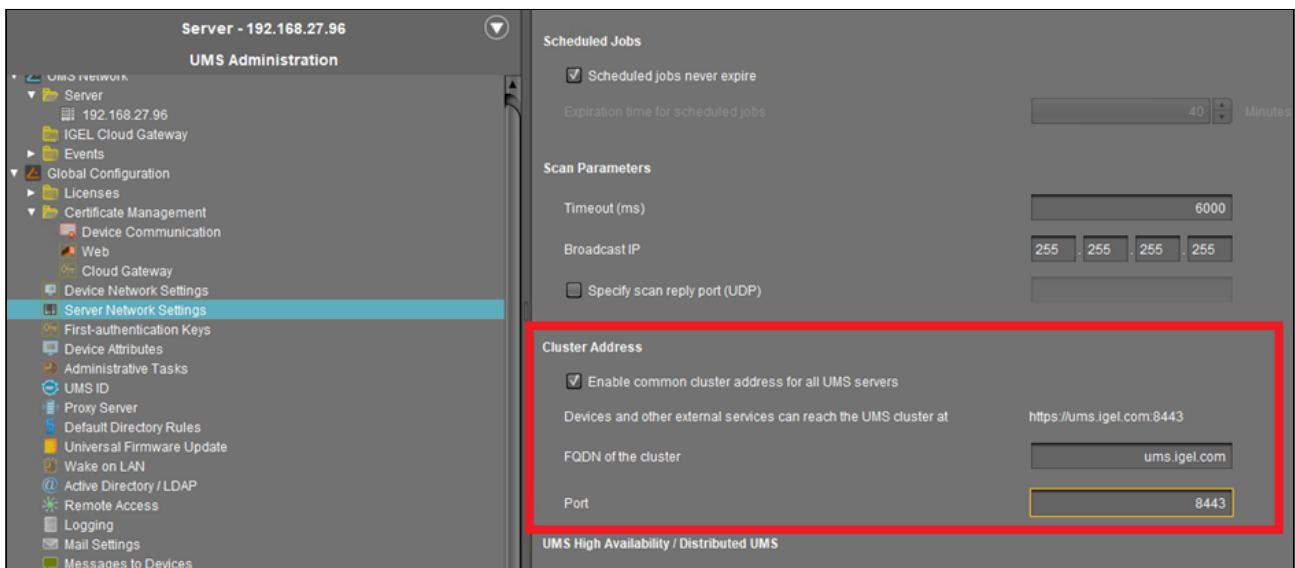 Server - 192.168.27.96
UMS Administration
UMS Network
Server
192.168.27.96
IGEL Cloud Gateway
Events
Global Configuration
Licenses
Certificate Management
Device Communication
Web
Cloud Gateway
Device Network Settings
Server Network Settings
First-authentication Keys
Device Attributes
Administrative Tasks
UMS ID
Proxy Server
Default Directory Rules
Universal Firmware Update
Wake on LAN
Active Directory / LDAP
Remote Access
Logging
Mail Settings
Messages to Devices
Scheduled Jobs
Scheduled jobs never expire
Expiration time for scheduled jobs 40 Minutes
Scan Parameters
Timeout (ms) 6000
Broadcast IP 255 . 255 . 255 . 255
Specify scan reply port (UDP)
Cluster Address
Enable common cluster address for all UMS servers
Devices and other external services can reach the UMS cluster at https://ums.igel.com:8443
FQDN of the cluster ums.igel.com
Port 8443
UMS High Availability / Distributed UMS